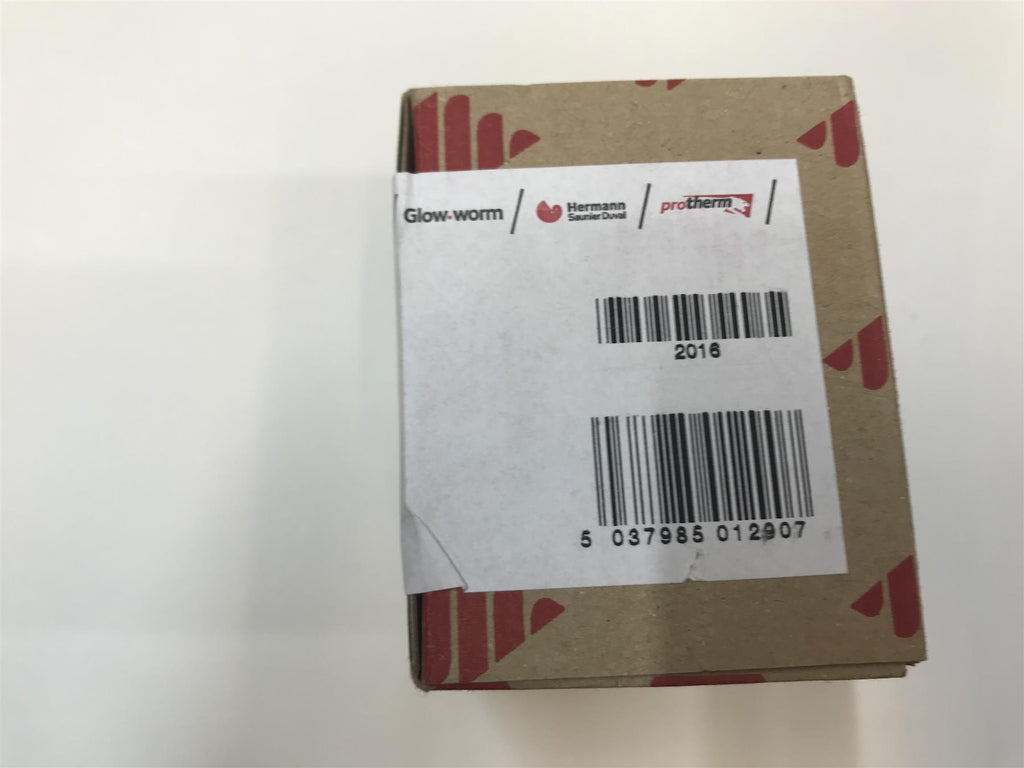 Glow-worm / Hermann Saunier Duval / protherm /
2016
5 037985 012907